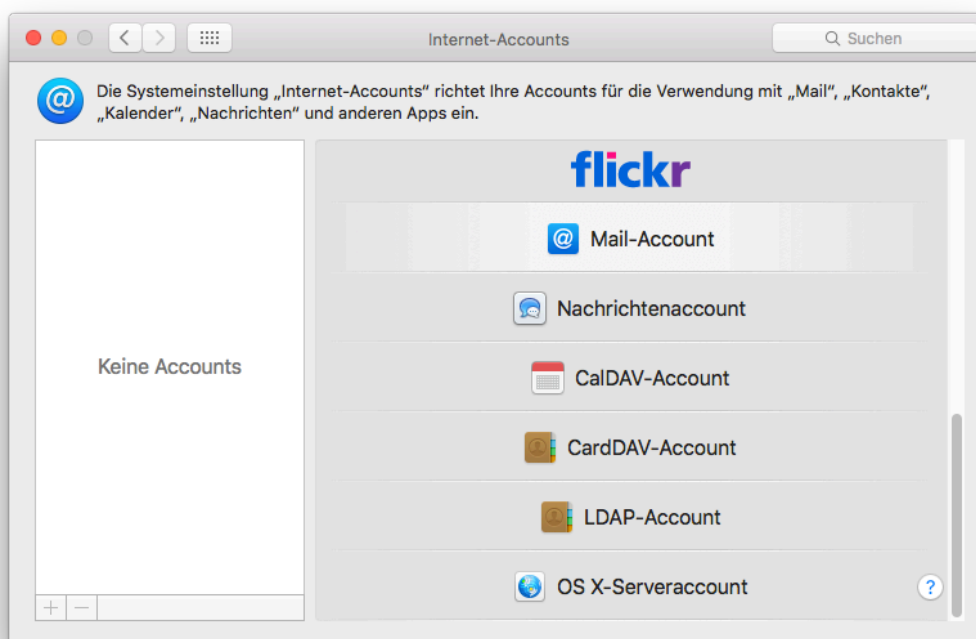 Internet-Accounts
Suchen
Die Systemeinstellung „Internet-Accounts“ richtet Ihre Accounts für die Verwendung mit „Mail“, „Kontakte“,
„Kalender“, „Nachrichten“ und anderen Apps ein.
Keine Accounts
flickr
Mail-Account
Nachrichtenaccount
CalDAV-Account
CardDAV-Account
LDAP-Account
OS X-Serveraccount
?